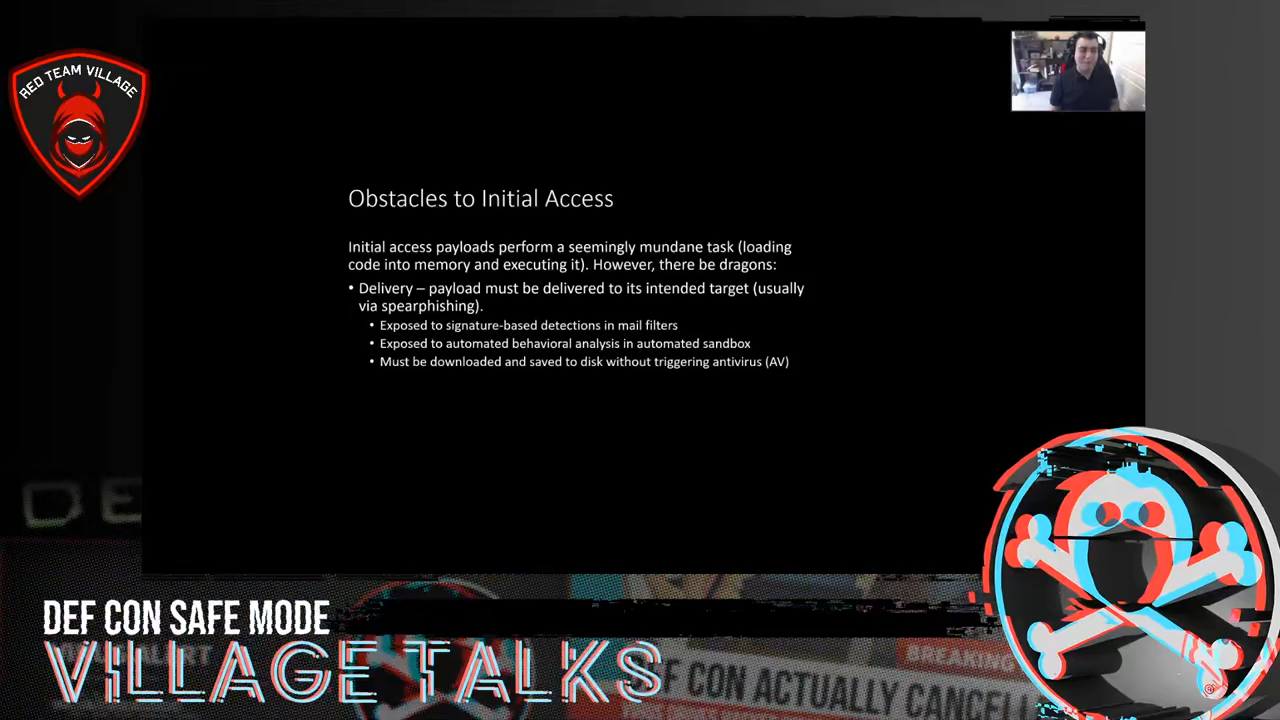 RED TEAM VILLAGE
Obstacles to Initial Access
Initial access payloads perform a seemingly mundane task (loading
code into memory and executing it). However, there be dragons:
• Delivery – payload must be delivered to its intended target (usually
via spearphishing).
• Exposed to signature-based detections in mail filters
• Exposed to automated behavioral analysis in automated sandbox
• Must be downloaded and saved to disk without triggering antivirus (AV)
DE
DEF CON SAFE MODE
VILLAGE TALKS
BREAKING
DEF CON ACTUALLY CANCEL